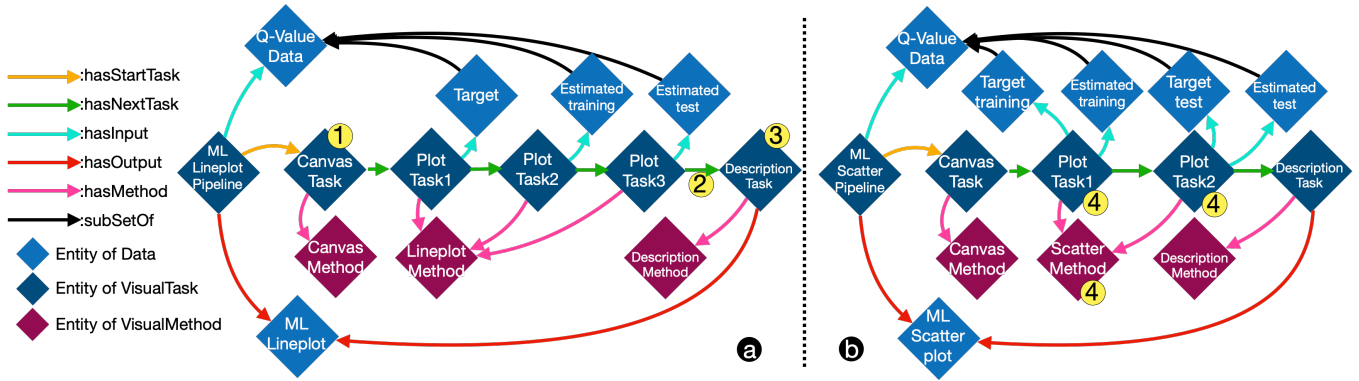 :hasStartTask
:hasNextTask
:hasInput
:hasOutput
:hasMethod
:subSetOf
Entity of Data
Entity of VisualTask
Entity of VisualMethod
Q-Value
Data
Target
Estimated
training
Estimated
test
ML
Lineplot
Pipeline
1
Canvas
Task
Plot
Task1
Plot
Task2
Plot
Task3
2
3
Description
Task
Canvas
Method
Lineplot
Method
Description
Method
ML
Lineplot
a
Q-Value
Data
Target
training
Estimated
training
Target
test
Estimated
test
ML
Scatter
Pipeline
Canvas
Task
Plot
Task1
4
Plot
Task2
4
Description
Task
Canvas
Method
Scatter
Method
4
Description
Method
ML
Scatter
plot
b